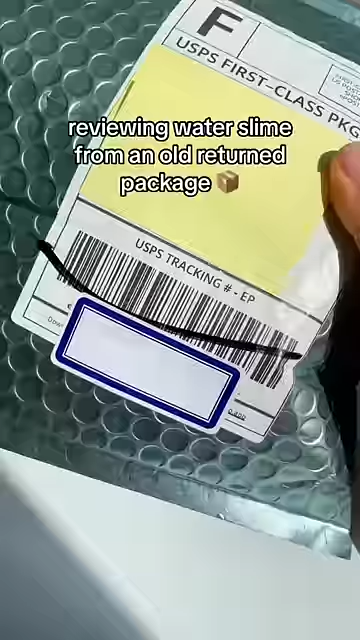 F
USPS FIRST-CLASS PKG
reviewing water slime
from an old returned
package 📦
USPS TRACKING # - EP